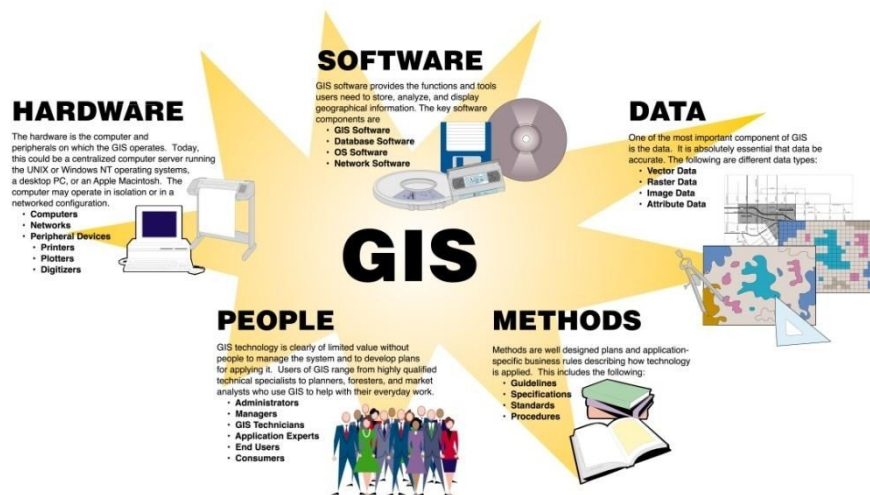 SOFTWARE
GIS software provides the functions and tools
users need to store, analyze, and display
geographical information. The key software
components are
• GIS Software
• Database Software
• OS Software
• Network Software
HARDWARE
The hardware is the computer and
peripherals on which the GIS operates. Today,
this could be a centralized computer server running
the UNIX or Windows NT operating systems,
a desktop PC, or an Apple Macintosh. The
computer may operate in isolation or in a
networked configuration.
• Computers
• Networks
• Peripheral Devices
• Printers
• Plotters
• Digitizers
DATA
One of the most important component of GIS
is the data. It is absolutely essential that data be
accurate. The following are different data types:
• Vector Data
• Raster Data
• Image Data
• Attribute Data
GIS
PEOPLE
GIS technology is clearly of limited value without
people to manage the system and to develop plans
for applying it. Users of GIS range from highly qualified
technical specialists to planners, foresters, and market
analysts who use GIS to help with their everyday work.
• Administrators
• Managers
• GIS Technicians
• Application Experts
• End Users
• Consumers
METHODS
Methods are well designed plans and application-
specific business rules describing how technology
is applied. This includes the following:
• Guidelines
• Specifications
• Standards
• Procedures